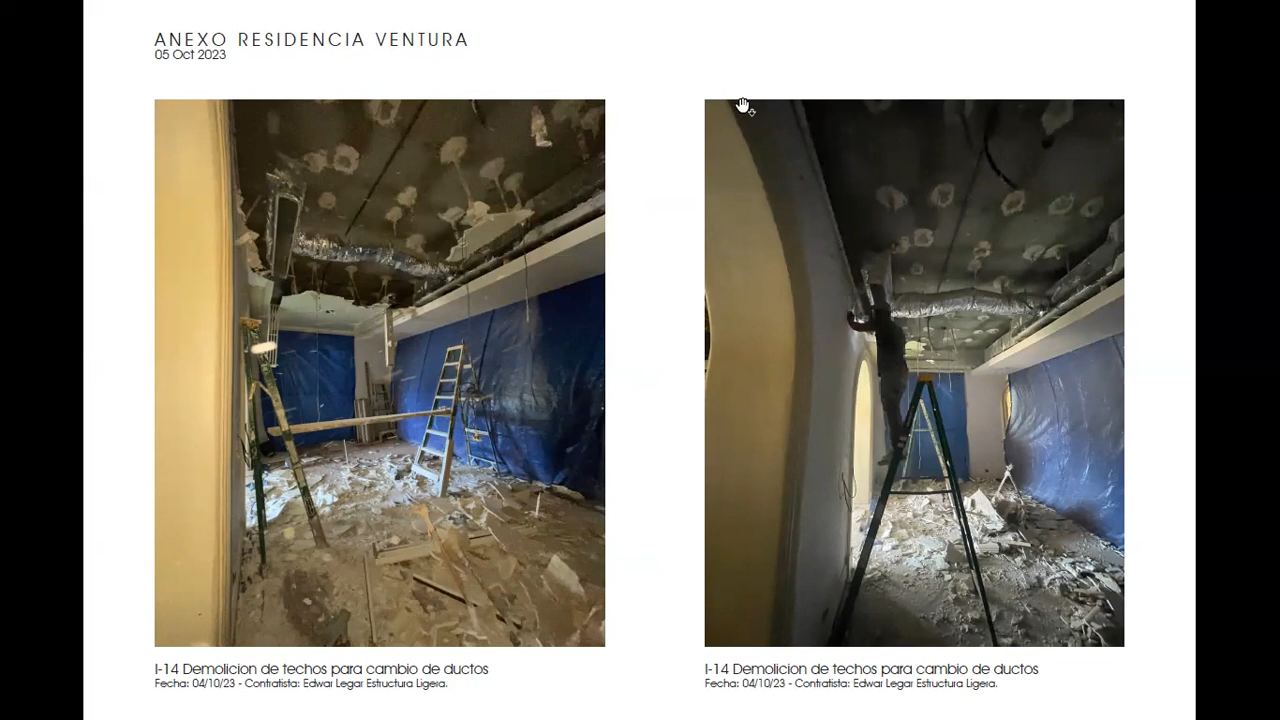 ANEXO RESIDENCIA VENTURA
05 Oct 2023
I-14 Demolicion de techos para cambio de ductos
Fecha: 04/10/23 - Contratista: Edwar Legar Estructura Ligera.
I-14 Demolicion de techos para cambio de ductos
Fecha: 04/10/23 - Contratista: Edwar Legar Estructura Ligera.